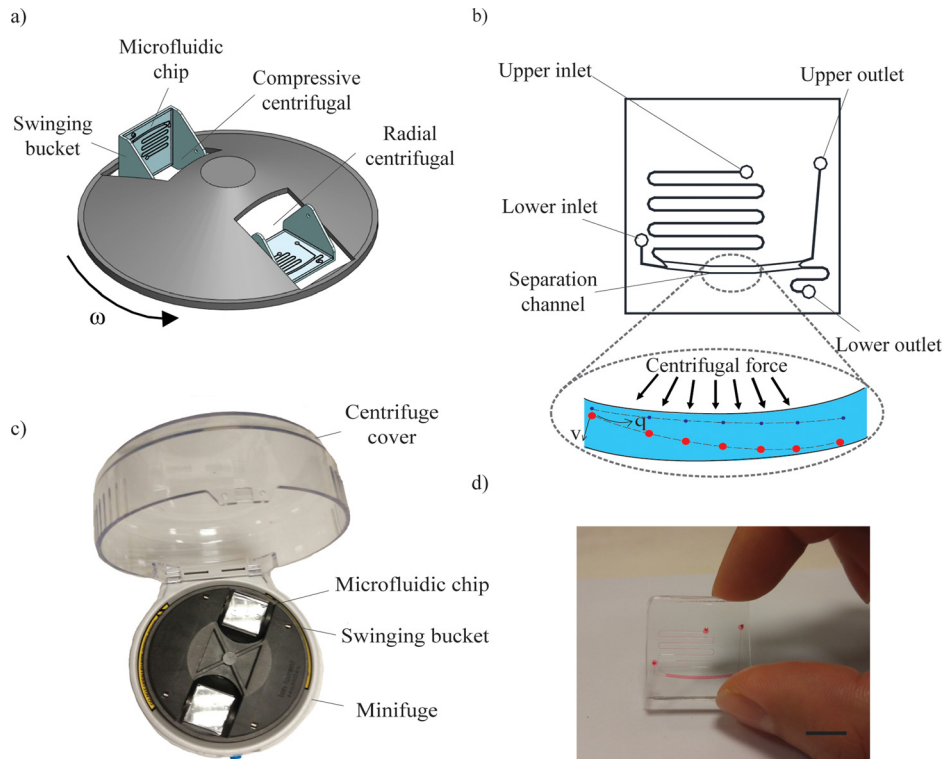 a)
Microfluidic
chip
Compressive
centrifugal
Swinging
bucket
Radial
centrifugal
ω
b)
Upper inlet
Upper outlet
Lower inlet
Separation
channel
Lower outlet
Centrifugal force
V
q
c)
Centrifuge
cover
Microfluidic chip
Swinging bucket
Minifuge
d)